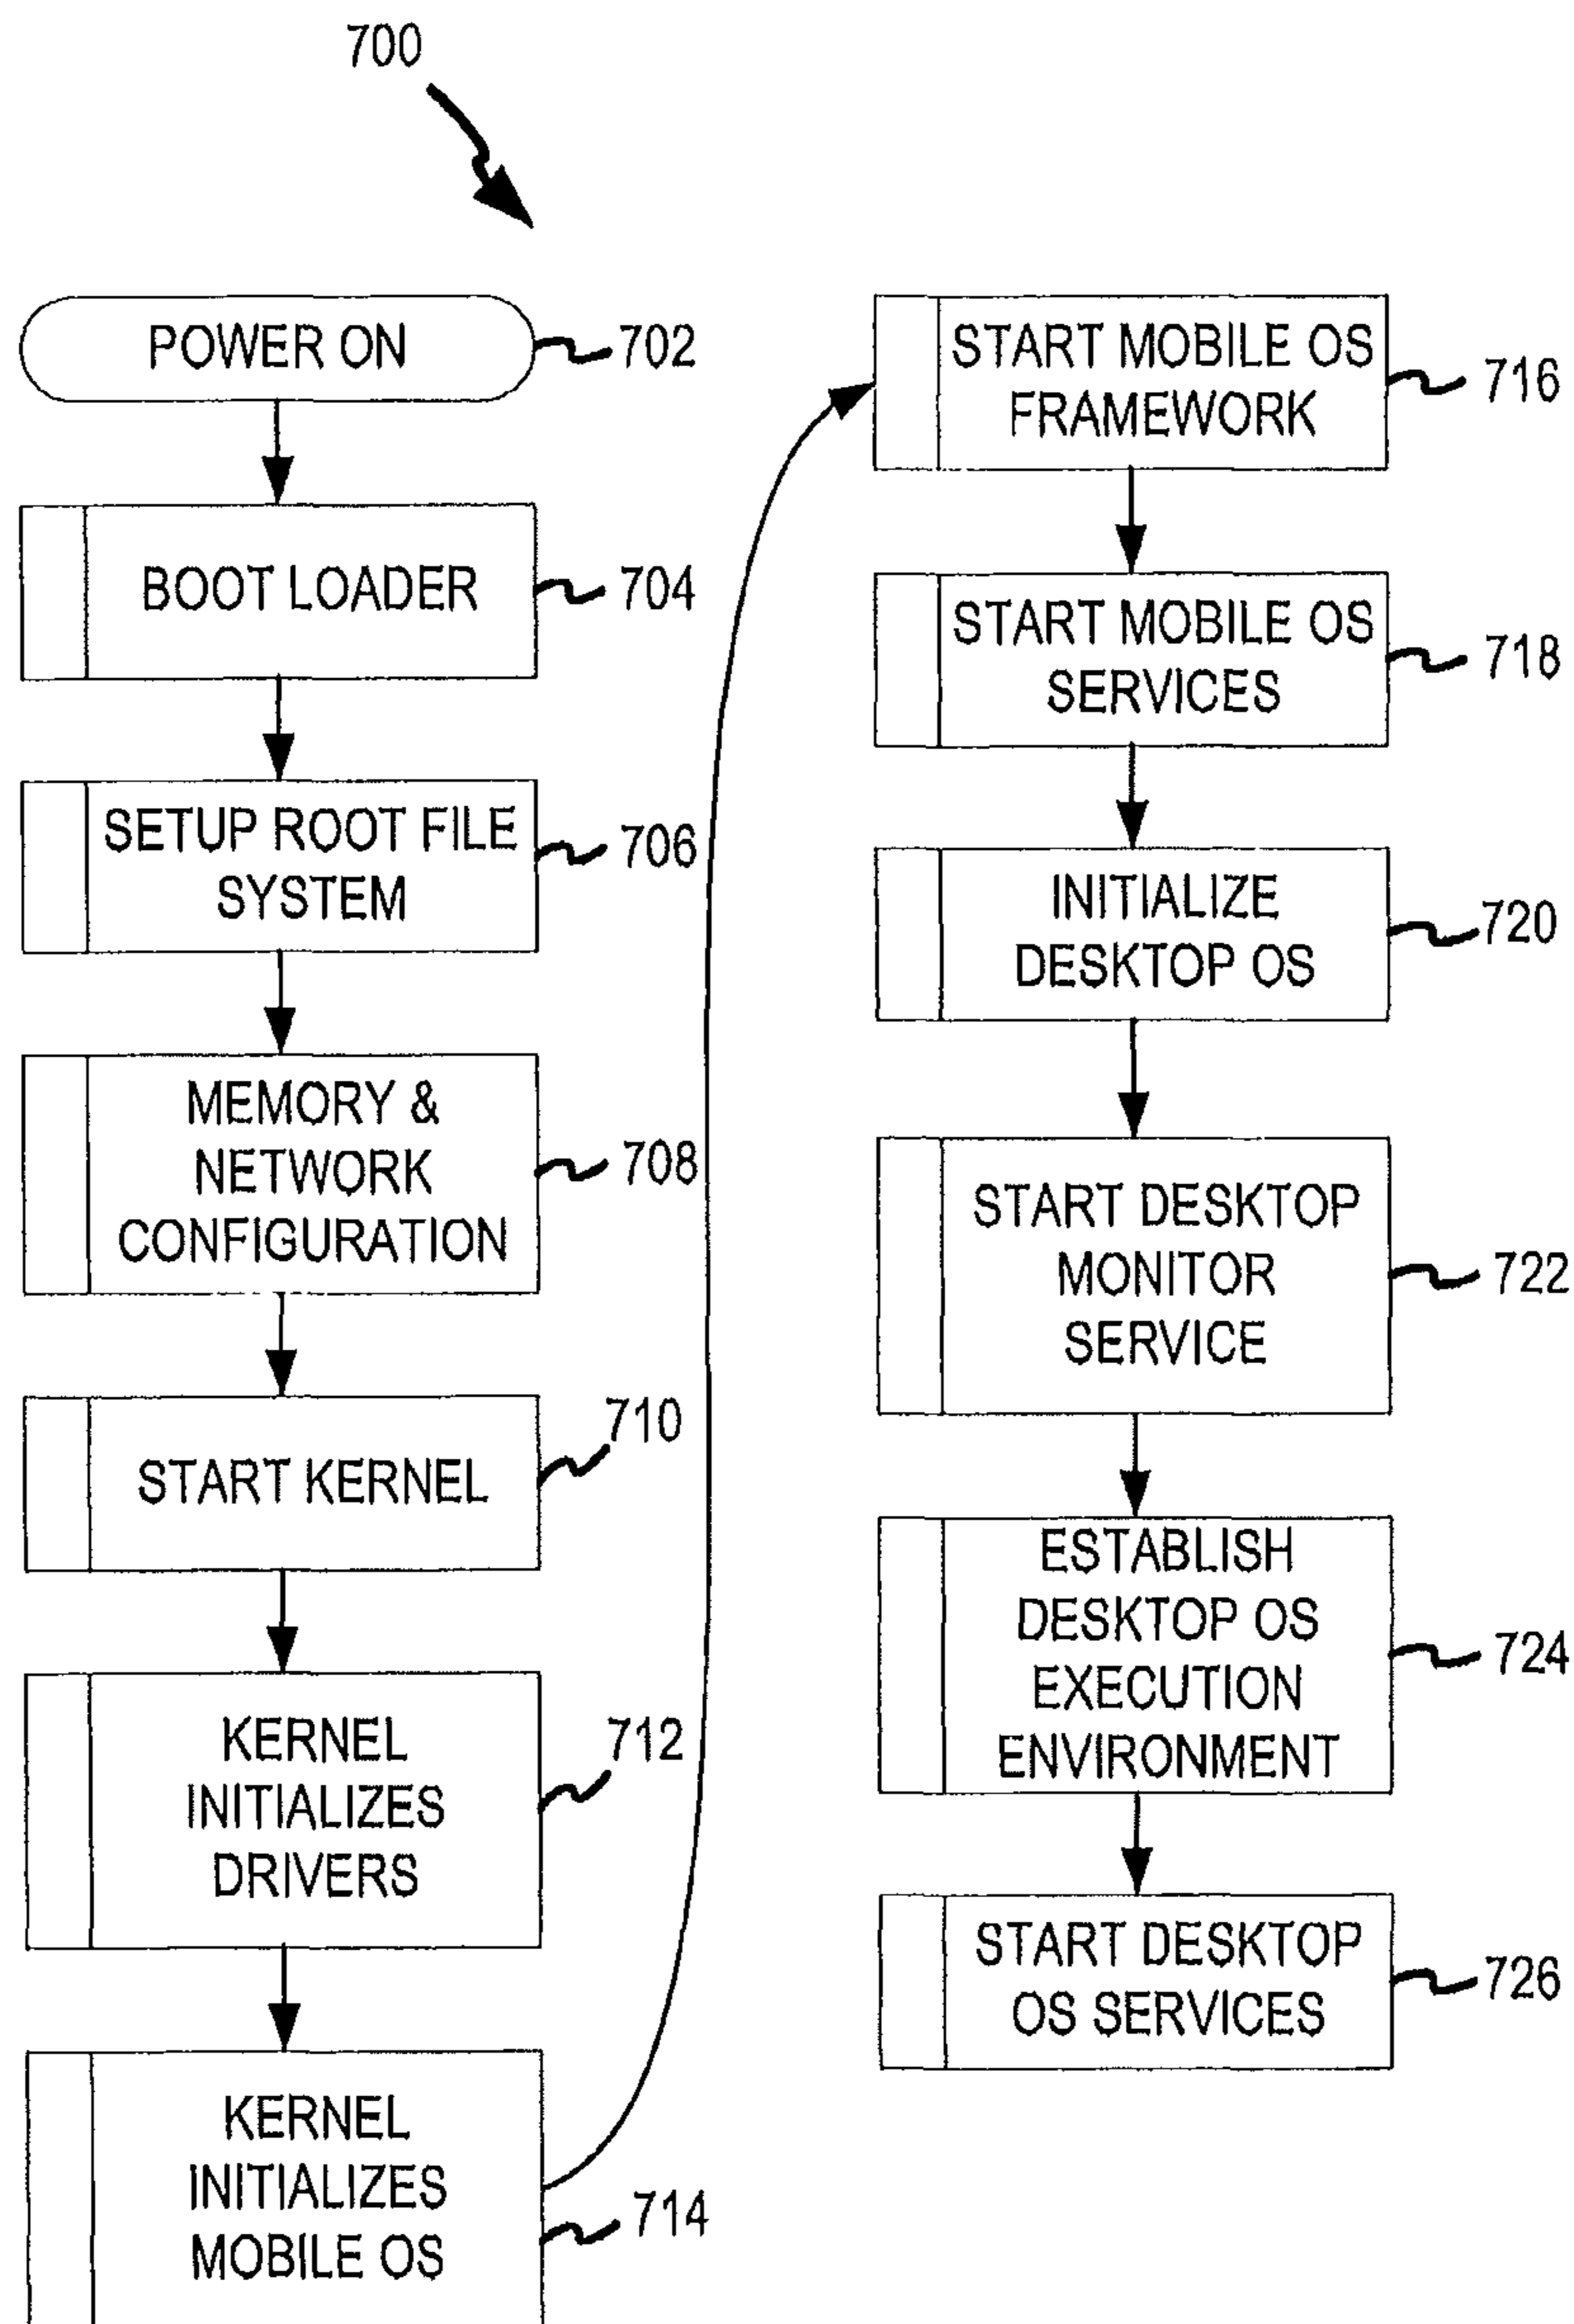 700
POWER ON
702
BOOT LOADER
704
SETUP ROOT FILE
SYSTEM
706
MEMORY &
NETWORK
CONFIGURATION
708
START KERNEL
710
KERNEL
INITIALIZES
DRIVERS
712
KERNEL
INITIALIZES
MOBILE OS
714
START MOBILE OS
FRAMEWORK
716
START MOBILE OS
SERVICES
718
INITIALIZE
DESKTOP OS
720
START DESKTOP
MONITOR
SERVICE
722
ESTABLISH
DESKTOP OS
EXECUTION
ENVIRONMENT
724
START DESKTOP
OS SERVICES
726